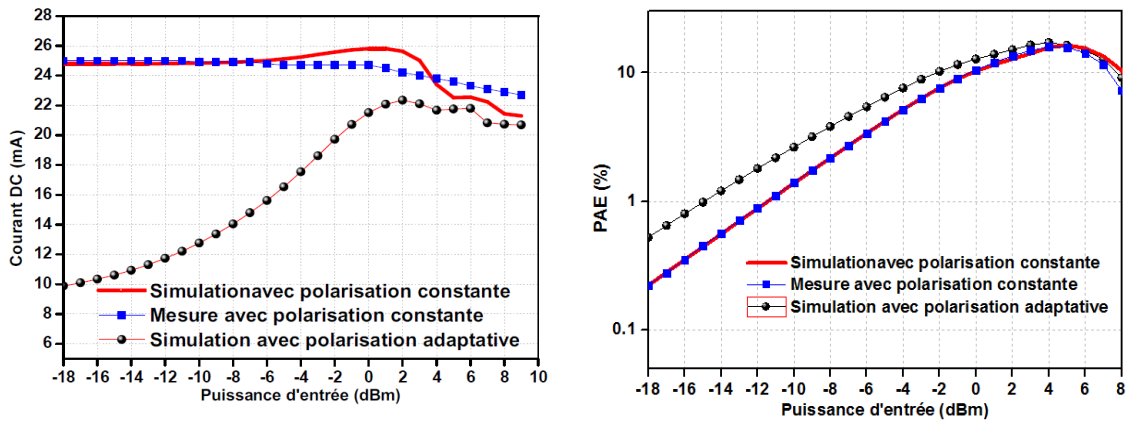 28
26
24
22
20
18
16
14
12
10
8
6
Courant DC (mA)
Simulationavec polarisation constante
Mesure avec polarisation constante
Simulation avec polarisation adaptative
-18 -16 -14 -12 -10 -8 -6 -4 -2 0 2 4 6 8 10
Puissance d'entrée (dBm)
10
1
0.1
PAE (%)
Simulationavec polarisation constante
Mesure avec polarisation constante
Simulation avec polarisation adaptative
-18 -16 -14 -12 -10 -8 -6 -4 -2 0 2 4 6 8
Puissance d'entrée (dBm)